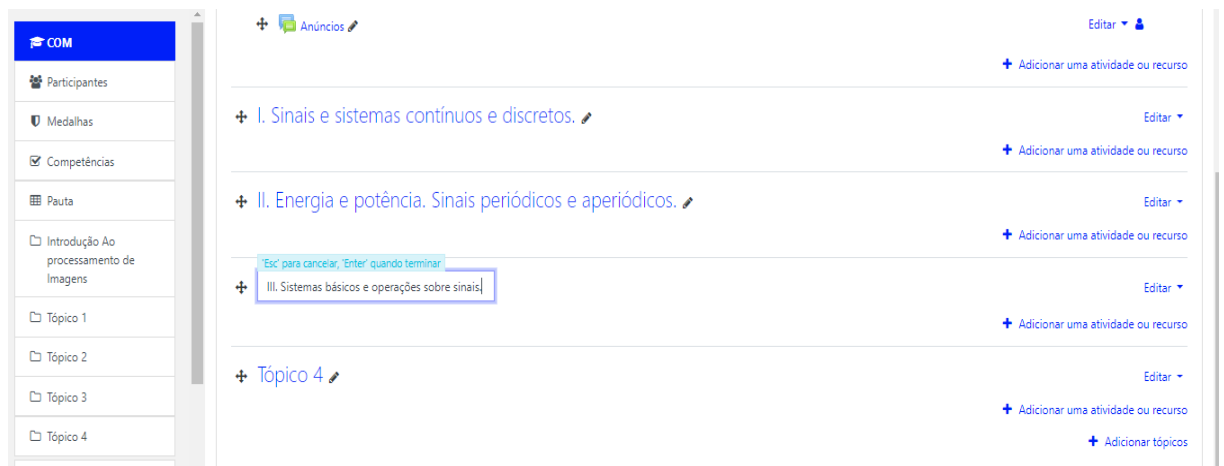 COM
Participantes
Medalhas
Competências
Pauta
Introdução Ao
processamento de
Imagens
Tópico 1
Tópico 2
Tópico 3
Tópico 4
Anúncios
Editar
Adicionar uma atividade ou recurso
I. Sinais e sistemas contínuos e discretos.
Editar
Adicionar uma atividade ou recurso
II. Energia e potência. Sinais periódicos e aperiódicos.
Editar
Adicionar uma atividade ou recurso
'Esc' para cancelar, 'Enter' quando terminar
III. Sistemas básicos e operações sobre sinais.
Editar
Adicionar uma atividade ou recurso
Tópico 4
Editar
Adicionar uma atividade ou recurso
Adicionar tópicos